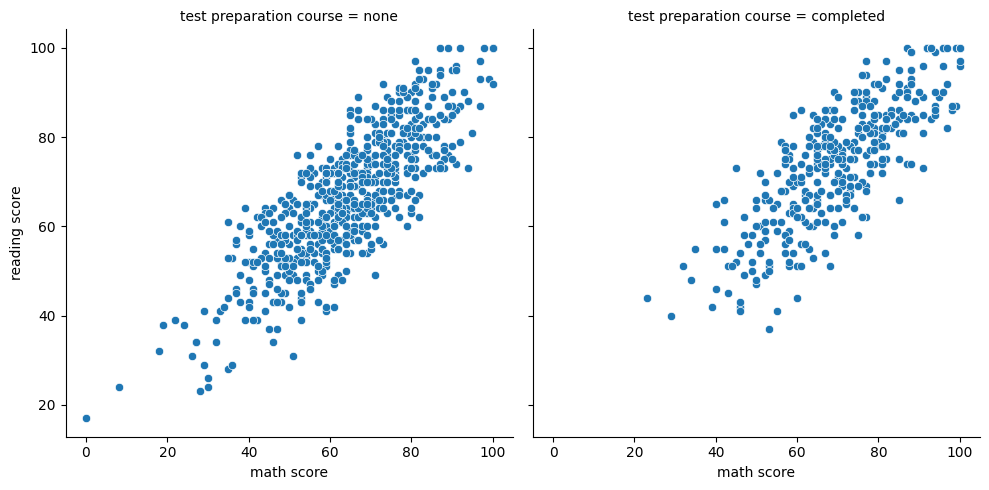 test preparation course = none
test preparation course = completed
reading score
100
80
60
40
20
0 20 40 60 80 100
0 20 40 60 80 100
math score
math score